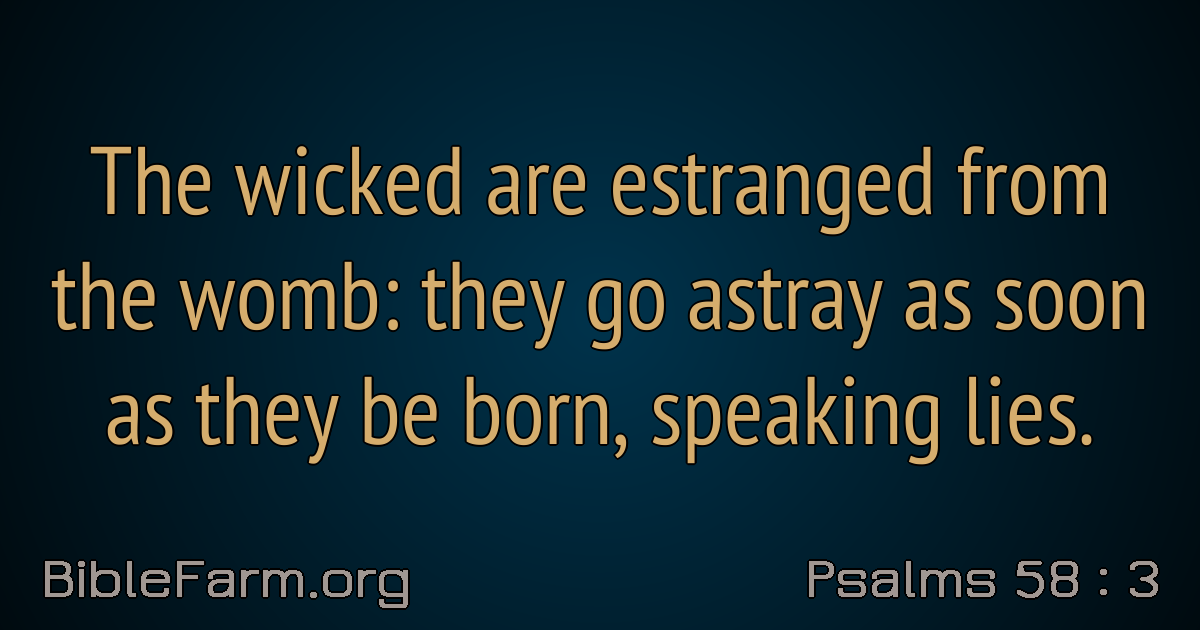 The wicked are estranged from
the womb: they go astray as soon
as they be born, speaking lies.
BibleFarm.org
Psalms 58 : 3